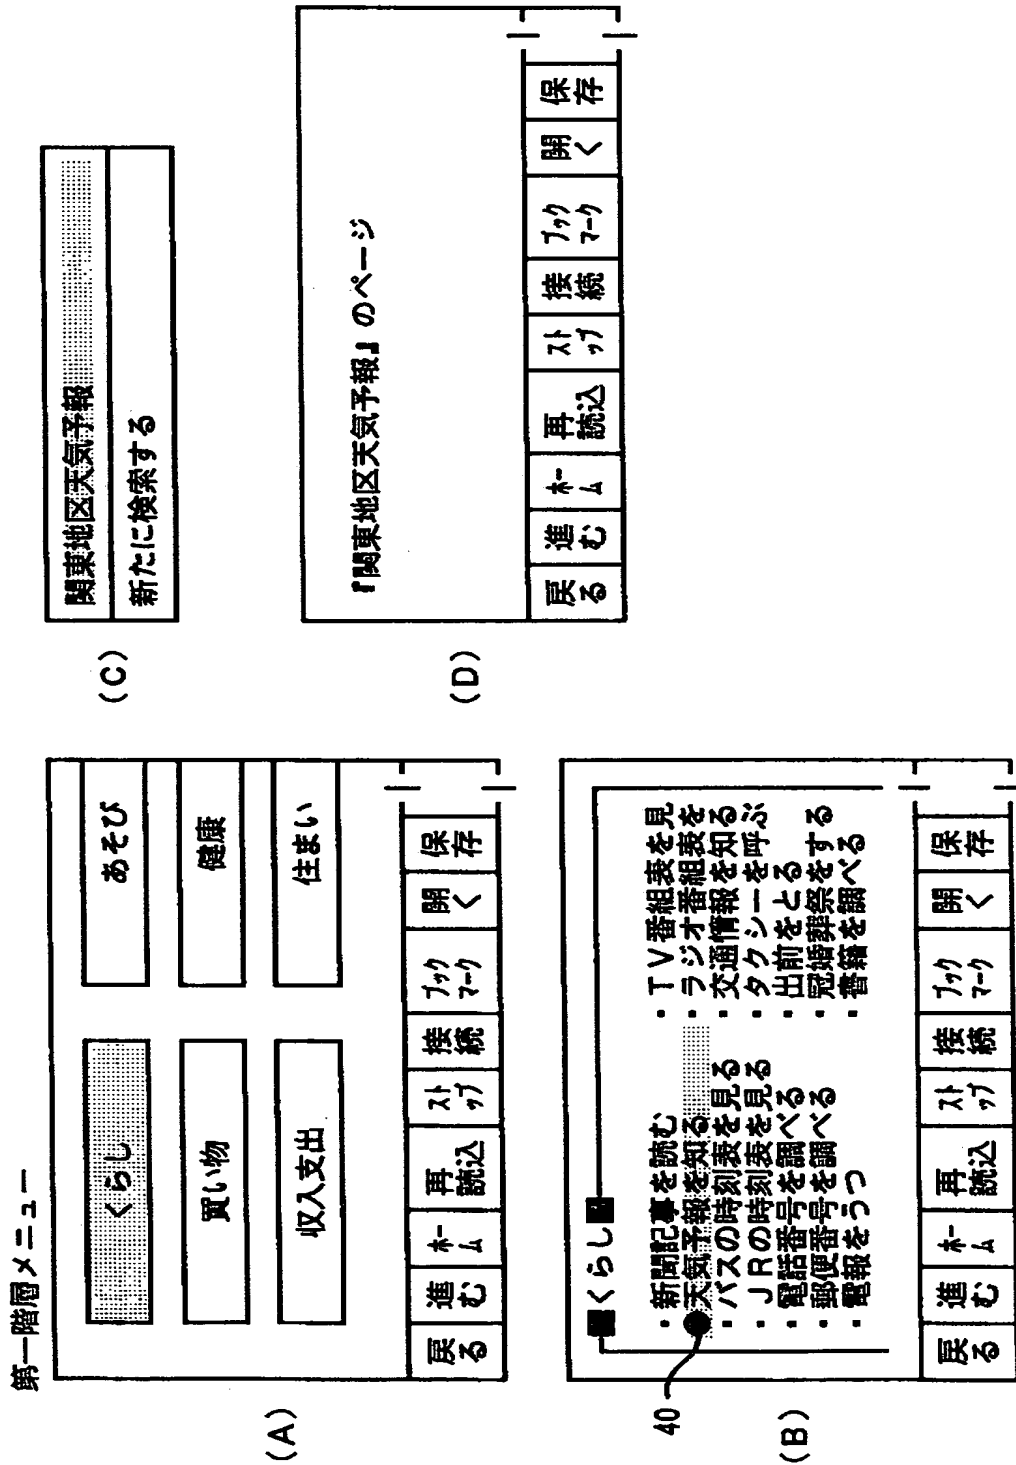 第一階層メニュー
(A)
くらし
あそび
買い物
健康
収入支出
住まい
戻る
進む
ホーム
再読込
ストップ
接続
ブックマーク
開く
保存
(B)
くらし
40
・新聞記事を読む
天気予報を知る
・バスの時刻表を見る
・JRの時刻表を見る
・電話番号を調べる
・郵便番号を調べる
・電報をうつ
・TV番組表を見
・ラジオ番組表を
・交通情報を知る
・タクシーを呼ぶ
・出前をとる
・冠婚葬祭をする
・書籍を調べる
戻る
進む
ホーム
再読込
ストップ
接続
ブックマーク
開く
保存
(C)
関東地区天気予報
新たに検索する
(D)
『関東地区天気予報』のページ
戻る
進む
ホーム
再読込
ストップ
接続
ブックマーク
開く
保存